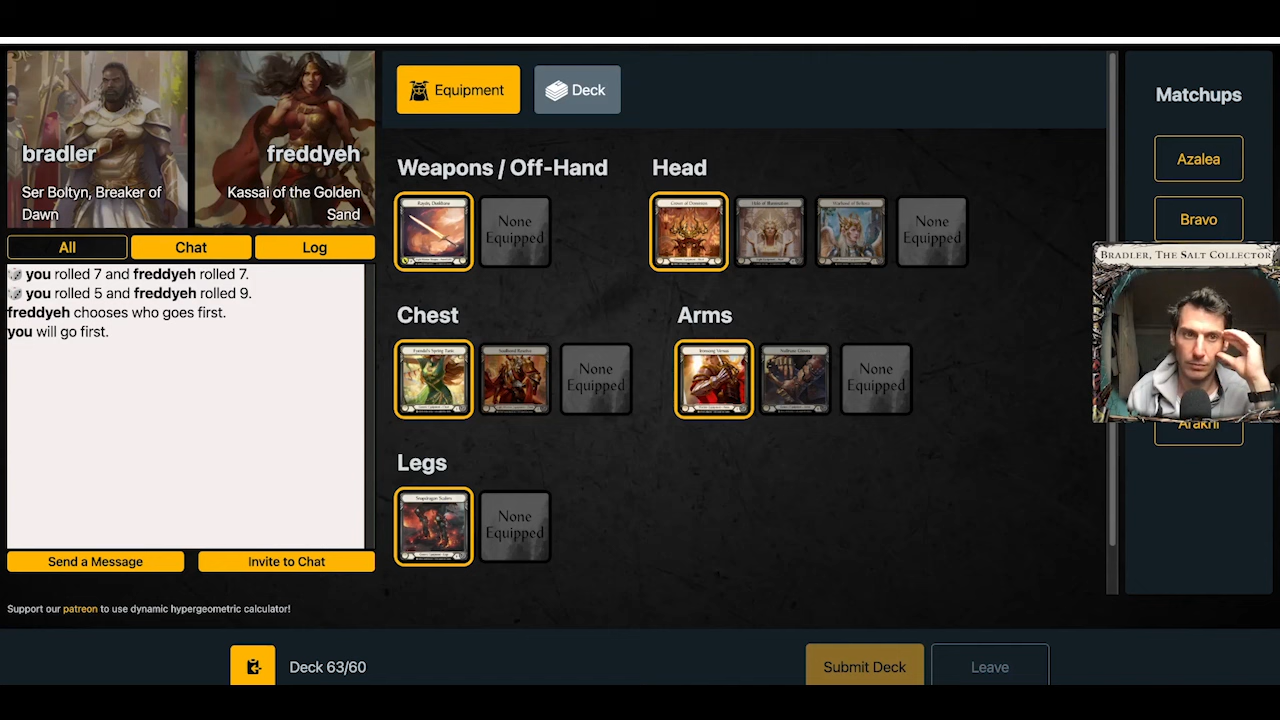 bradler
Ser Boltyn, Breaker of
Dawn
freddyeh
Kassai of the Golden
Sand
All
Chat
Log
you rolled 7 and freddyeh rolled 7.
you rolled 5 and freddyeh rolled 9.
freddyeh chooses who goes first.
you will go first.
Send a Message
Invite to Chat
Support our patreon to use dynamic hypergeometric calculator!
Equipment
Deck
Weapons / Off-Hand
None
Equipped
Head
None
Equipped
Chest
None
Equipped
Arms
None
Equipped
Legs
Snapdragon Scalers
None
Equipped
Matchups
Azalea
Bravo
BRADLER, THE SALT COLLECTOR
Arakni
Deck 63/60
Submit Deck
Leave